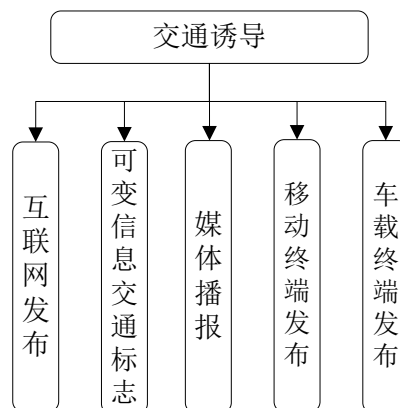 交通诱导
互联网发布
可变信息交通标志
媒体播报
移动终端发布
车载终端发布